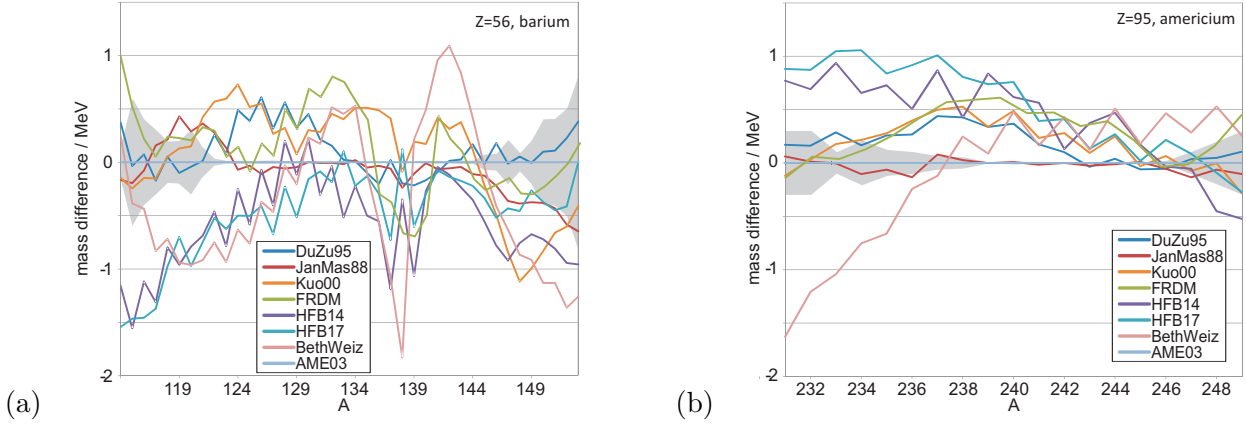 Z=56, barium
1
0
-1
-2
mass difference / MeV
DuZu95
JanMas88
Kuo00
FRDM
HFB14
HFB17
BethWeiz
AME03
119 124 129 134 139 144 149
A
(a)
Z=95, americium
1
0
-1
-2
mass difference / MeV
DuZu95
JanMas88
Kuo00
FRDM
HFB14
HFB17
BethWeiz
AME03
232 234 236 238 240 242 244 246 248
A
(b)